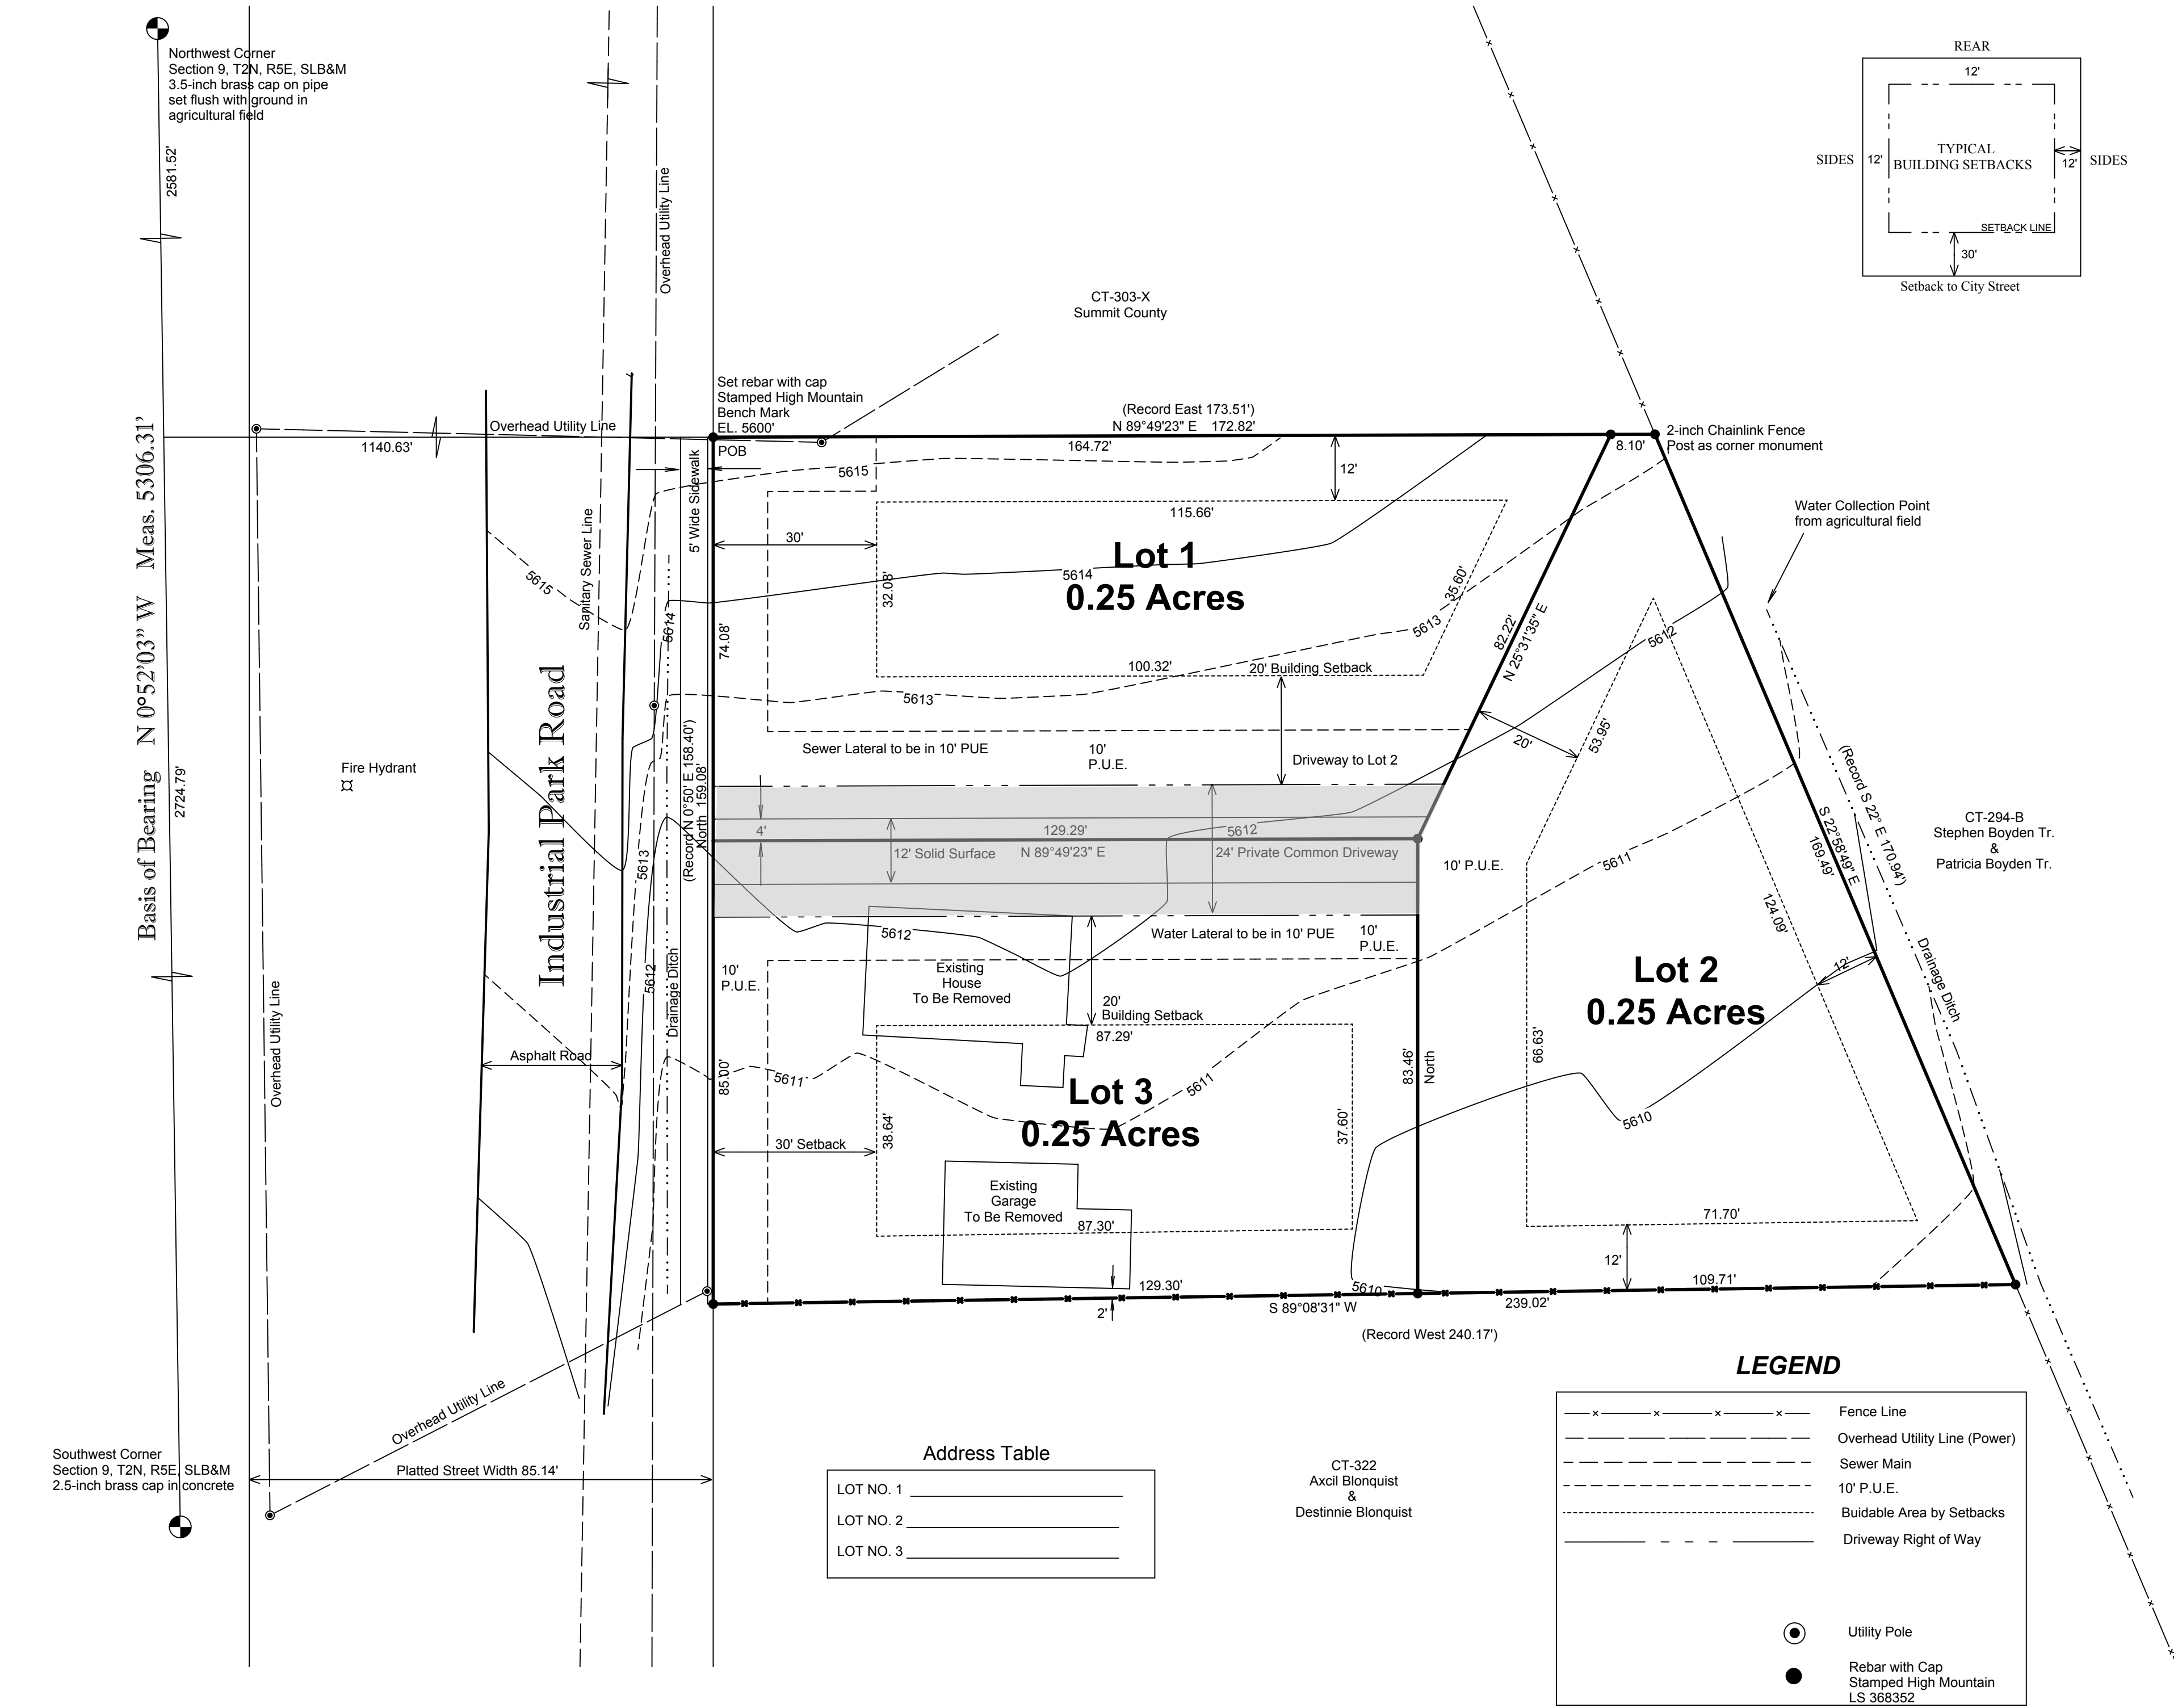 Northwest Corner
Section 9, T2N, R5E, SLB&M
3.5-inch brass cap on pipe
set flush with ground in
agricultural field
2581.52'
Basis of Bearing N 0°52'03" W Meas. 5306.31'
2724.79'
Southwest Corner
Section 9, T2N, R5E, SLB&M
2.5-inch brass cap in concrete
REAR
12'
SIDES
12'
TYPICAL
BUILDING SETBACKS
12'
SIDES
SETBACK LINE
30'
Setback to City Street
CT-303-X
Summit County
Overhead Utility Line
Set rebar with cap
Stamped High Mountain
Bench Mark
EL. 5600'
POB
Overhead Utility Line
1140.63'
(Record East 173.51')
N 89°49'23" E 172.82'
164.72'
8.10'
2-inch Chainlink Fence
Post as corner monument
Water Collection Point
from agricultural field
5' Wide Sidewalk
Sanitary Sewer Line
5615
5615
12'
115.66'
30'
32.08'
Lot 1
0.25 Acres
5614
5614
35.60'
5613
74.08'
100.32'
20' Building Setback
5613
82.22'
N 25°31'35" E
5612
20'
53.95'
Industrial Park Road
Fire Hydrant
(Record N 0°50' E 158.40')
North 159.08'
Sewer Lateral to be in 10' PUE
10'
P.U.E.
Driveway to Lot 2
4'
129.29'
5612
12' Solid Surface
N 89°49'23" E
24' Private Common Driveway
10' P.U.E.
5611
(Record S 22° E 170.94')
S 22°58'49" E
169.49'
124.09'
CT-294-B
Stephen Boyden Tr.
&
Patricia Boyden Tr.
5613
5612
Drainage Ditch
5612
Water Lateral to be in 10' PUE
10'
P.U.E.
10'
P.U.E.
Existing
House
To Be Removed
20'
Building Setback
87.29'
12'
Drainage Ditch
Lot 2
0.25 Acres
66.63'
Overhead Utility Line
Asphalt Road
85.00'
5611
5611
83.46'
North
Lot 3
0.25 Acres
38.64'
37.60'
30' Setback
5610
Existing
Garage
To Be Removed
87.30'
71.70'
12'
129.30'
2'
5610
S 89°08'31" W
239.02'
109.71'
(Record West 240.17')
Overhead Utility Line
Platted Street Width 85.14'
Address Table
LOT NO. 1
LOT NO. 2
LOT NO. 3
CT-322
Axcil Blonquist
&
Destinnie Blonquist
LEGEND
Fence Line
Overhead Utility Line (Power)
Sewer Main
10' P.U.E.
Buidable Area by Setbacks
Driveway Right of Way
Utility Pole
Rebar with Cap
Stamped High Mountain
LS 368352